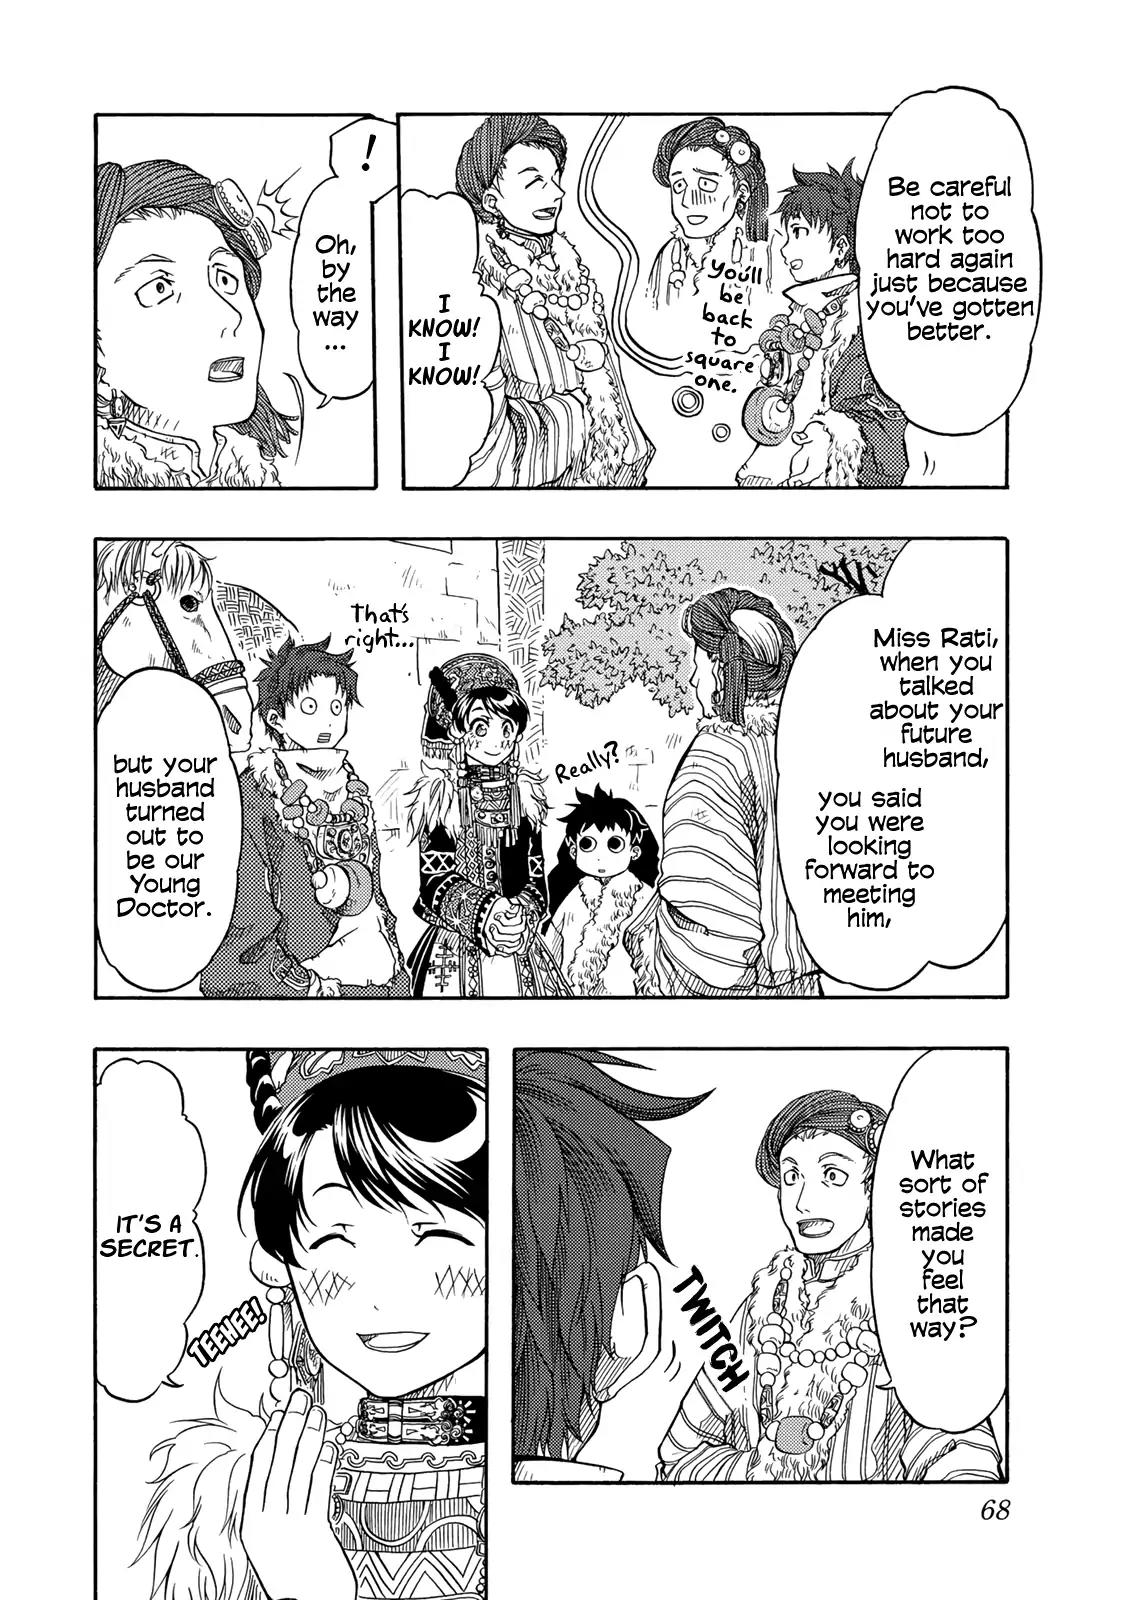 Be careful
not to
work too
hard again
just because
you've gotten
better.
you'll
be
back
to
square
one.
I
KNOW!
I
KNOW!
!
Oh,
by
the
way
...
Miss Rati,
when you
talked
about your
future
husband,
you said
you were
looking
forward to
meeting
him,
Really?
That's
right...
but your
husband
turned
out to
be our
Young
Doctor.
What
sort of
stories
made
you
feel
that
way?
TWITCH
IT'S A
SECRET.
TEEHEE!
68